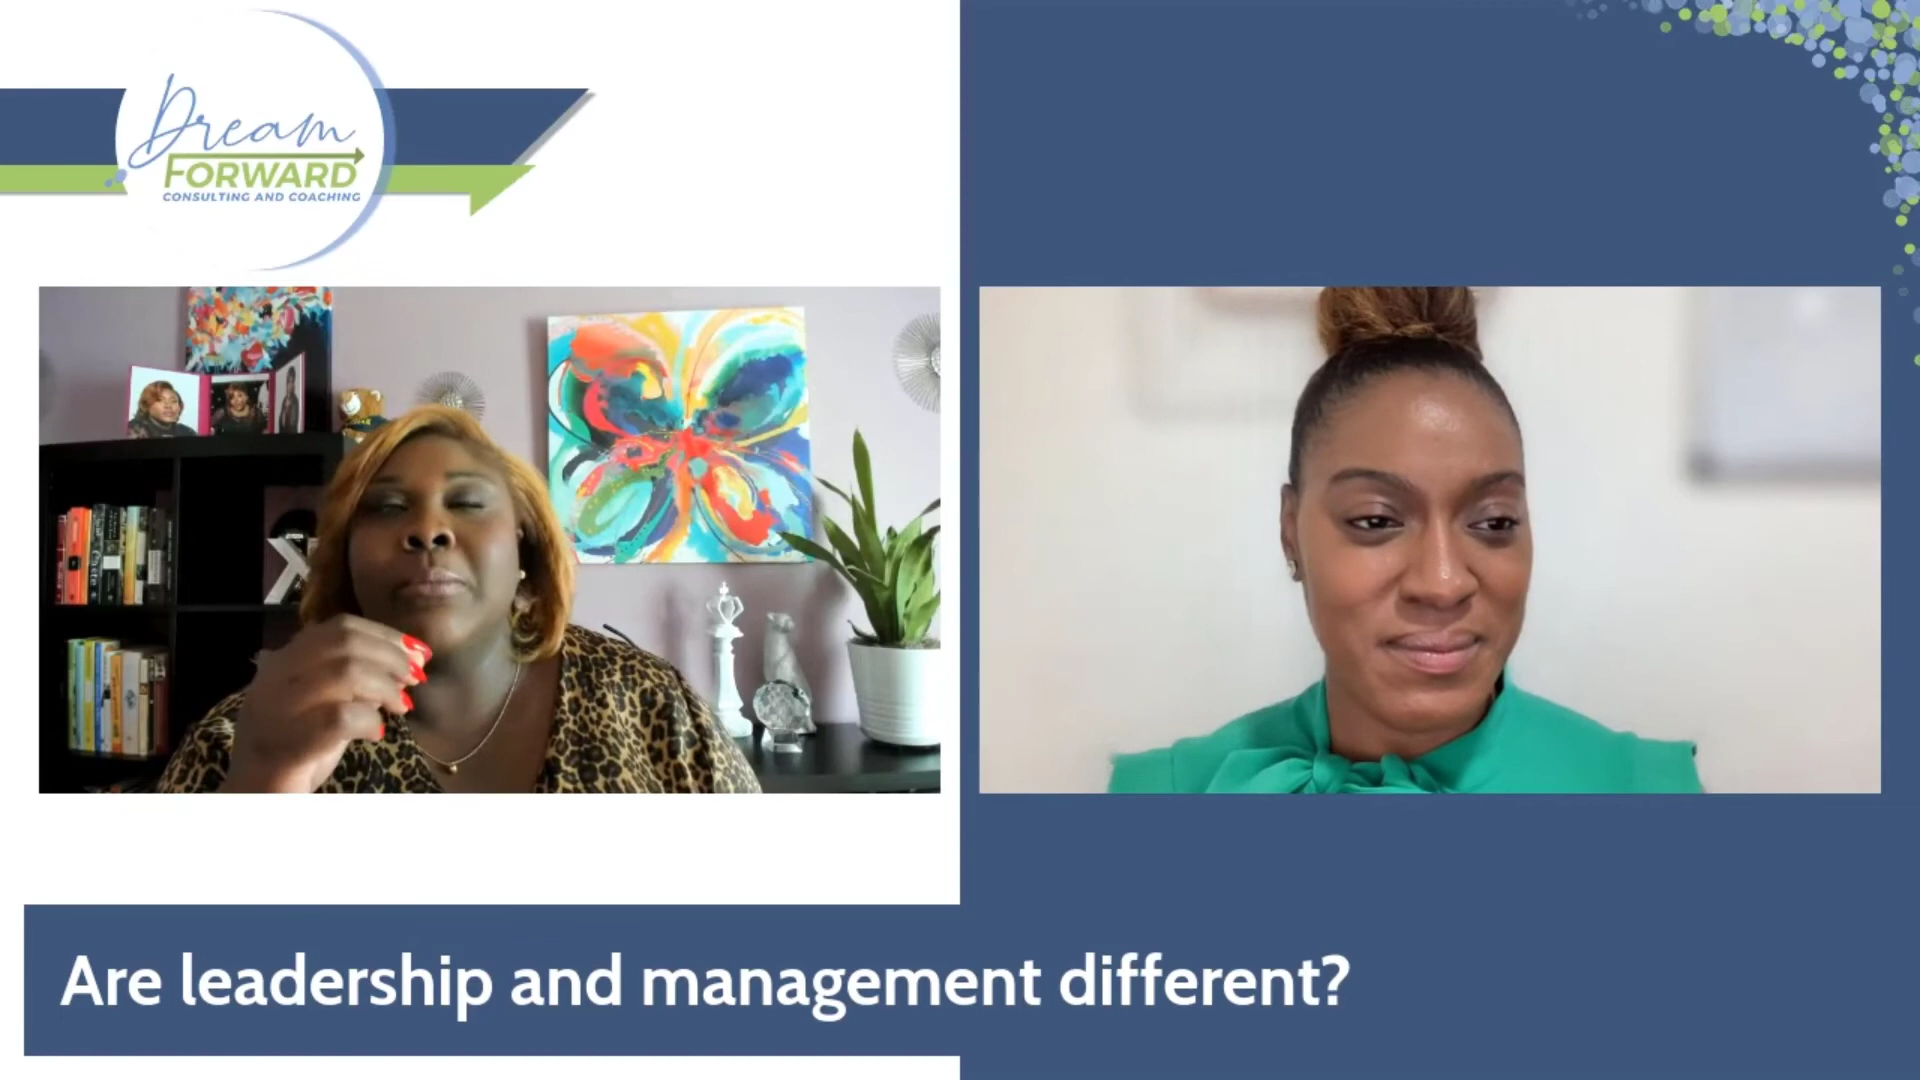 Dream
FORWARD
CONSULTING AND COACHING
Are leadership and management different?